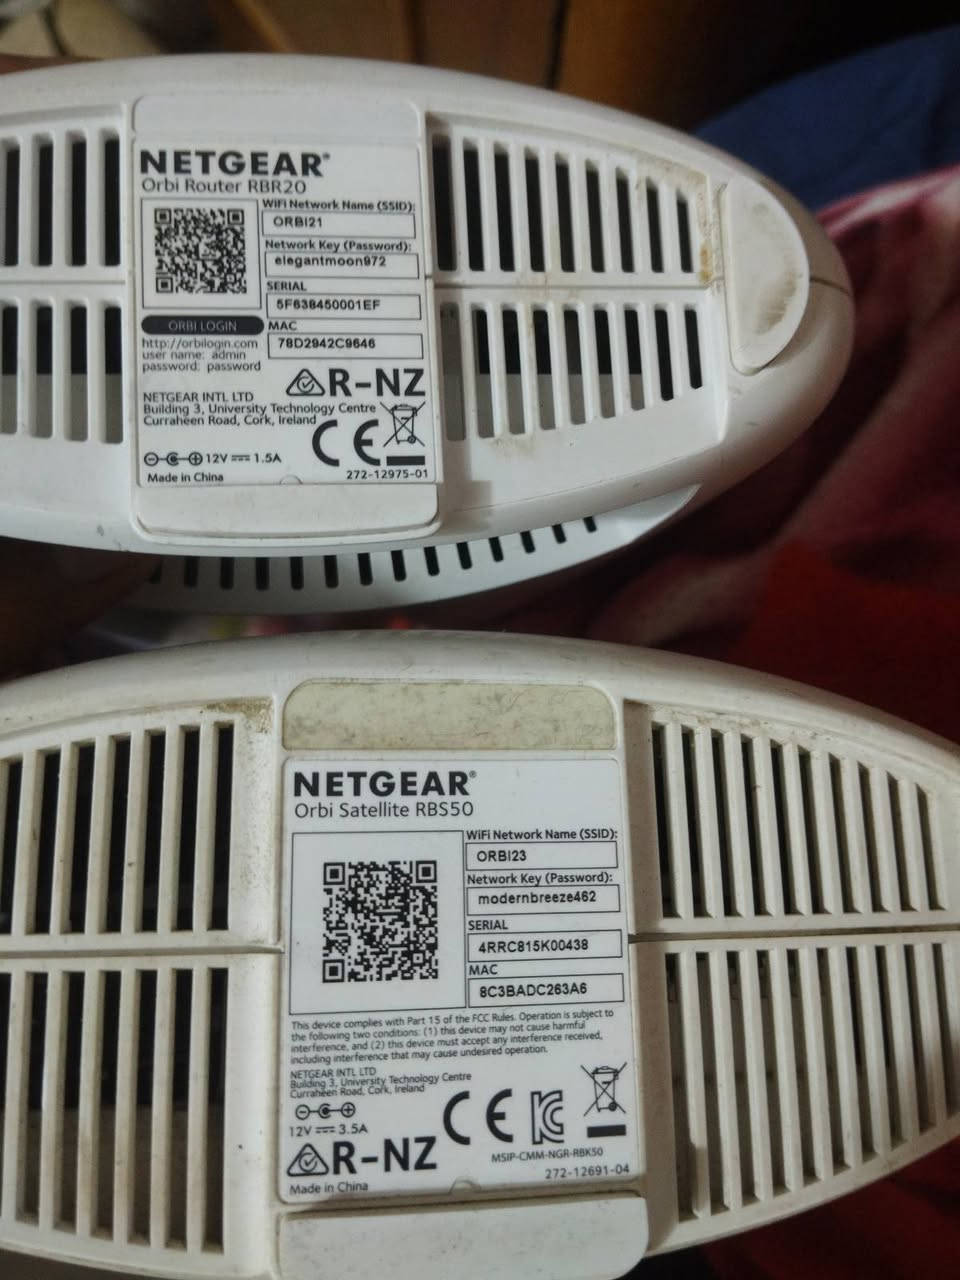 NETGEAR®
Orbi Router RBR20
WiFi Network Name (SSID):
ORBI21
Network Key (Password):
elegantmoon972
SERIAL
5F638450001EF
MAC
78D2942C9646
ORBI LOGIN
http://orbilogin.com
user name: admin
password: password
R-NZ
NETGEAR INTL LTD
Building 3, University Technology Centre
Curraheen Road, Cork, Ireland
CE
12V 1.5A
272-12975-01
Made in China
NETGEAR®
Orbi Satellite RBS50
WiFi Network Name (SSID):
ORBI23
Network Key (Password):
modernbreeze462
SERIAL
4RRC815K00438
MAC
8C3BADC263A6
This device complies with Part 15 of the FCC Rules. Operation is subject to
the following two conditions: (1) this device may not cause harmful
interference, and (2) this device must accept any interference received,
including interference that may cause undesired operation.
NETGEAR INTL LTD
Building 3, University Technology Centre
Curraheen Road, Cork, Ireland
12V 3.5A
CE
R-NZ
MSIP-CMM-NGR-RBK50
272-12691-04
Made in China